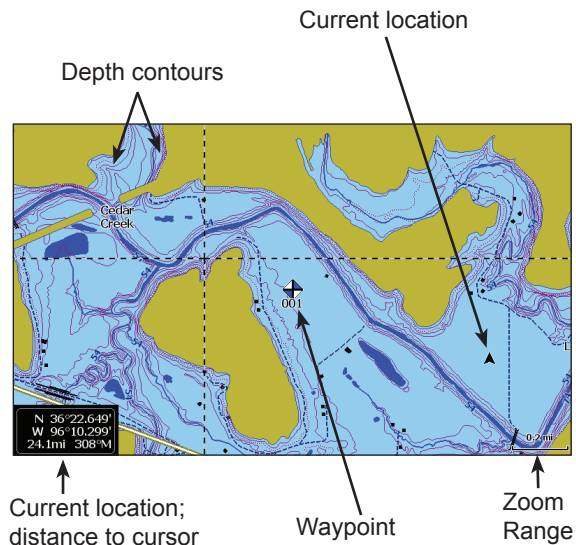 Current location
Depth contours
Cedar
Creek
001
N 36°22.649'
W 96°10.299'
24.1mi 308°M
0.2 mi
Current location;
distance to cursor
Waypoint
Zoom
Range